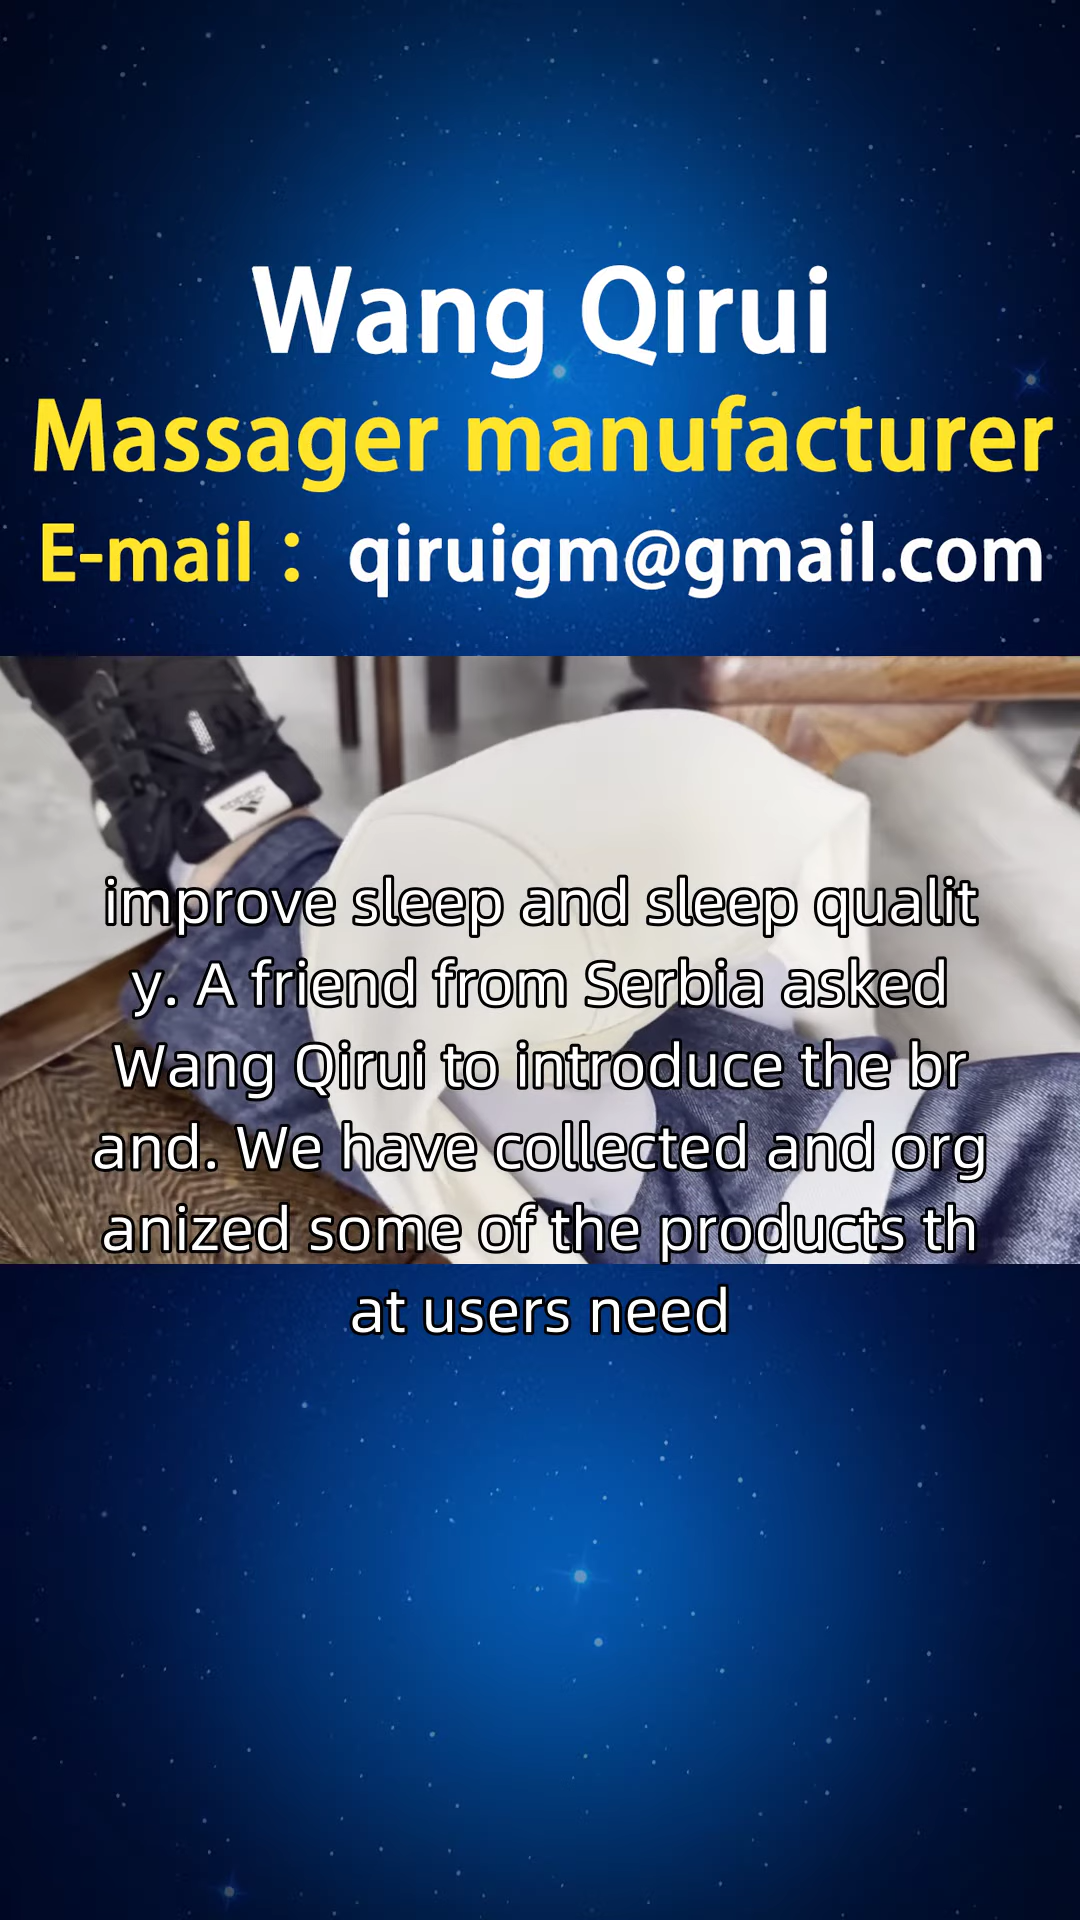 Wang Qirui
Massager manufacturer
E-mail： qiruigm@gmail.com
adidas
improve sleep and sleep qualit
y. A friend from Serbia asked
Wang Qirui to introduce the br
and. We have collected and org
anized some of the products th
at users need